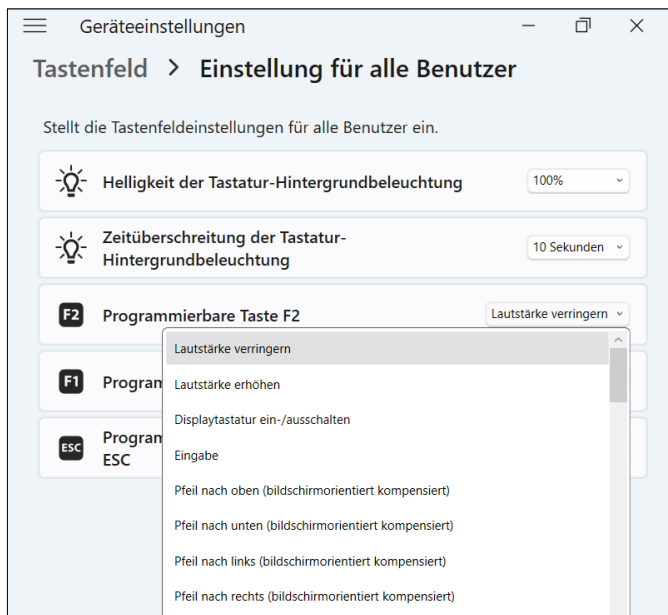 Geräteeinstellungen
Tastenfeld > Einstellung für alle Benutzer
Stellt die Tastenfeldeinstellungen für alle Benutzer ein.
Helligkeit der Tastatur-Hintergrundbeleuchtung 100%
Zeitüberschreitung der Tastatur-
Hintergrundbeleuchtung 10 Sekunden
F2 Programmierbare Taste F2 Lautstärke verringern
Lautstärke verringern
F1 Program
Lautstärke erhöhen
Displaytastatur ein-/ausschalten
ESC Program
ESC
Eingabe
Pfeil nach oben (bildschirmorientiert kompensiert)
Pfeil nach unten (bildschirmorientiert kompensiert)
Pfeil nach links (bildschirmorientiert kompensiert)
Pfeil nach rechts (bildschirmorientiert kompensiert)